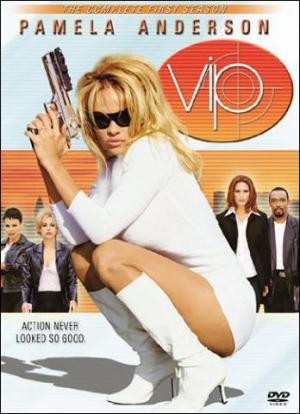 THE COMPLETE FIRST SEASON
PAMELA ANDERSON
vip
ACTION NEVER
LOOKED SO GOOD.
DVD
VIDEO